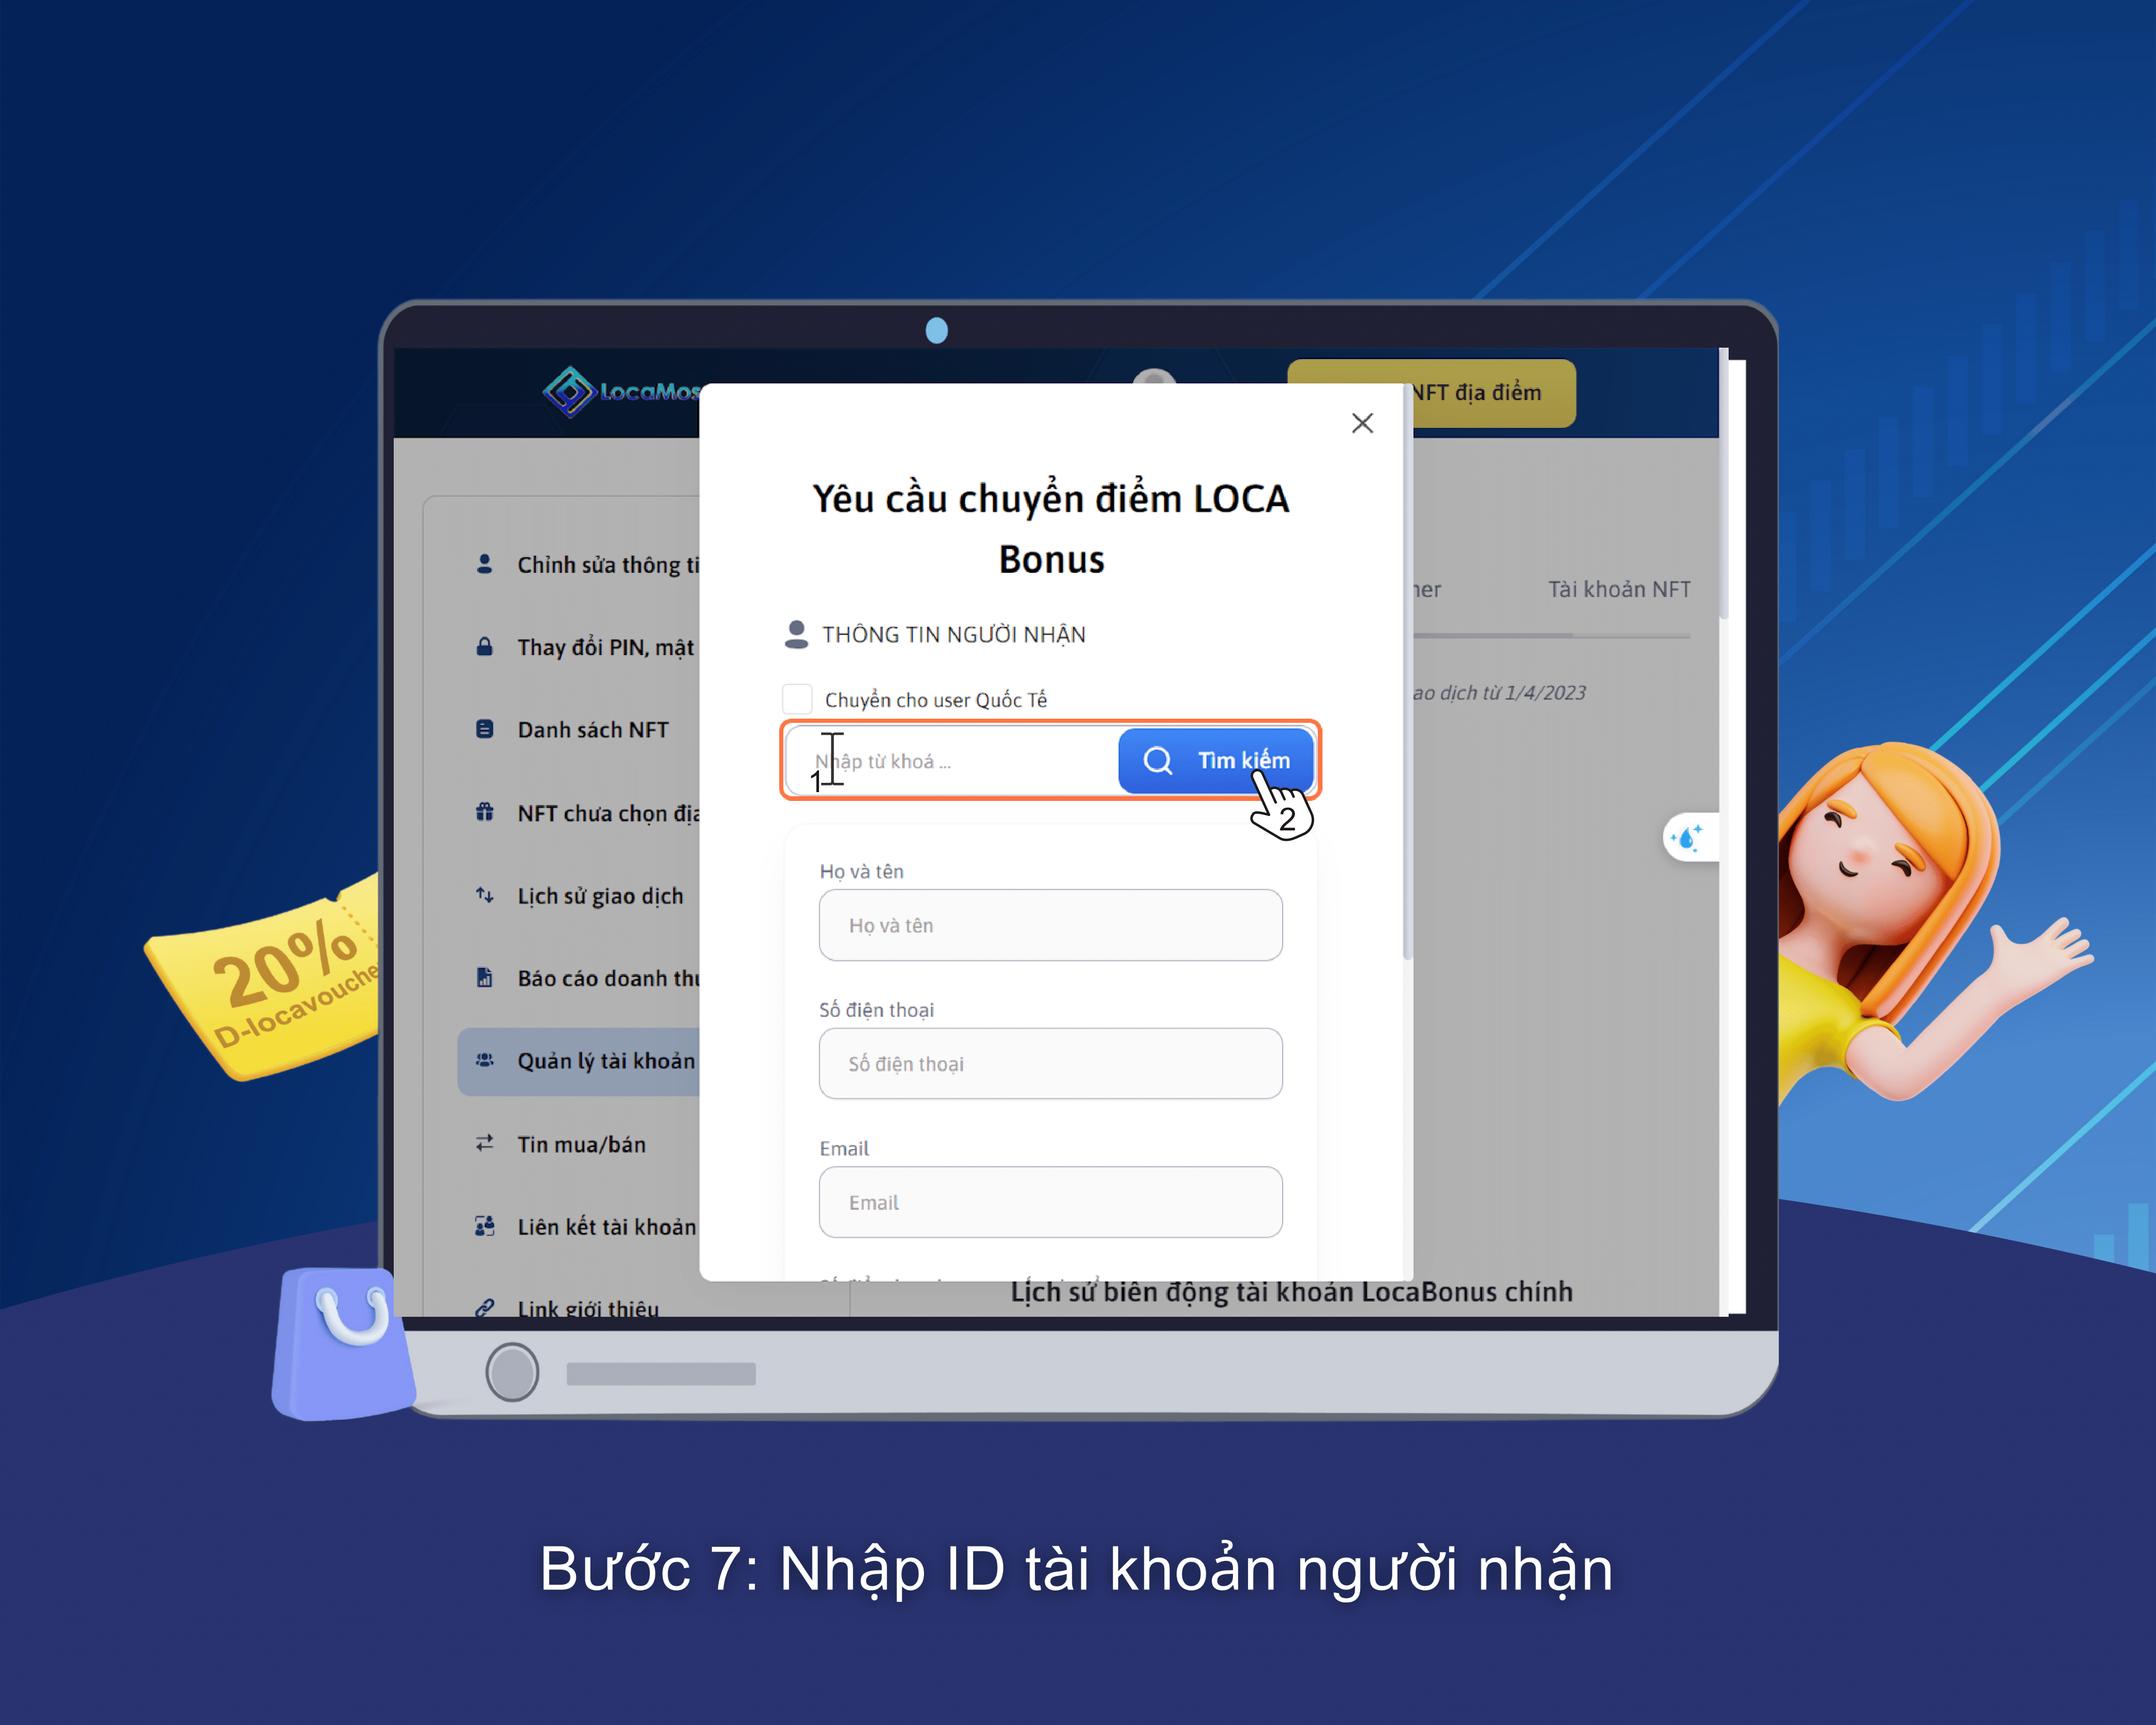 LocaMos
NFT địa điểm
Yêu cầu chuyển điểm LOCA
Bonus
THÔNG TIN NGƯỜI NHẬN
Chuyển cho user Quốc Tế
Nhập từ khoá ...
Tìm kiếm
1
2
Họ và tên
Họ và tên
Số điện thoại
Số điện thoại
Email
Email
Chỉnh sửa thông ti
Thay đổi PIN, mật
Danh sách NFT
NFT chưa chọn địa
Lịch sử giao dịch
Báo cáo doanh thu
Quản lý tài khoản
Tin mua/bán
Liên kết tài khoản
Link giới thiệu
her
Tài khoản NFT
ao dịch từ 1/4/2023
Lịch sử biến động tài khoản LocaBonus chính
20%
D-locavouche
Bước 7: Nhập ID tài khoản người nhận